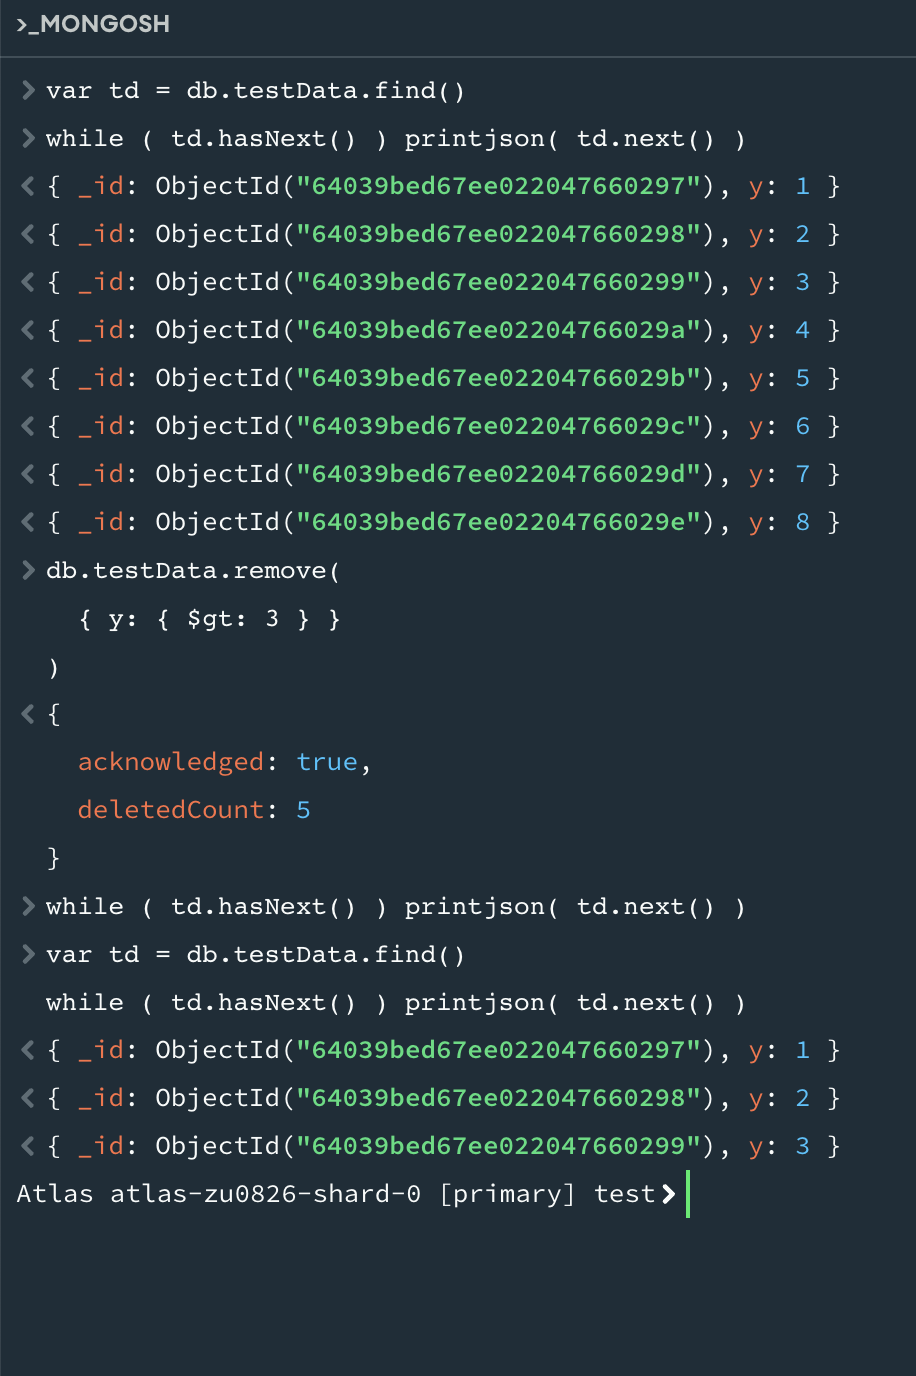 >_MONGOSH
> var td = db.testData.find()
> while ( td.hasNext() ) printjson( td.next() )
< { _id: ObjectId("64039bed67ee022047660297"), y: 1 }
< { _id: ObjectId("64039bed67ee022047660298"), y: 2 }
< { _id: ObjectId("64039bed67ee022047660299"), y: 3 }
< { _id: ObjectId("64039bed67ee02204766029a"), y: 4 }
< { _id: ObjectId("64039bed67ee02204766029b"), y: 5 }
< { _id: ObjectId("64039bed67ee02204766029c"), y: 6 }
< { _id: ObjectId("64039bed67ee02204766029d"), y: 7 }
< { _id: ObjectId("64039bed67ee02204766029e"), y: 8 }
> db.testData.remove(
{ y: { $gt: 3 } }
)
< {
acknowledged: true,
deletedCount: 5
}
> while ( td.hasNext() ) printjson( td.next() )
> var td = db.testData.find()
while ( td.hasNext() ) printjson( td.next() )
< { _id: ObjectId("64039bed67ee022047660297"), y: 1 }
< { _id: ObjectId("64039bed67ee022047660298"), y: 2 }
< { _id: ObjectId("64039bed67ee022047660299"), y: 3 }
Atlas atlas-zu0826-shard-0 [primary] test>